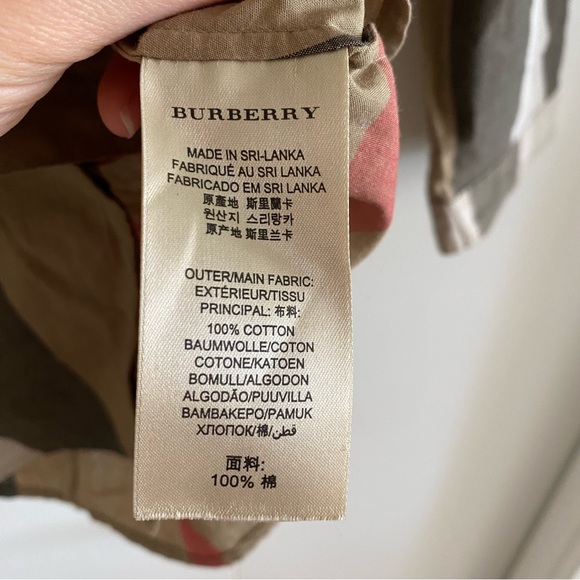 BURBERRY
MADE IN SRI-LANKA
FABRIQUÉ AU SRI LANKA
FABRICADO EM SRI LANKA
原產地 斯里蘭卡
원산지 스리랑카
原产地 斯里兰卡
OUTER/MAIN FABRIC:
EXTÉRIEUR/TISSU
PRINCIPAL: 布料:
100% COTTON
BAUMWOLLE/COTON
COTONE/KATOEN
BOMULL/ALGODON
ALGODÃO/PUUVILLA
BAMBAKEPO/PAMUK
ХЛОПОК/棉/قطن
面料:
100% 棉